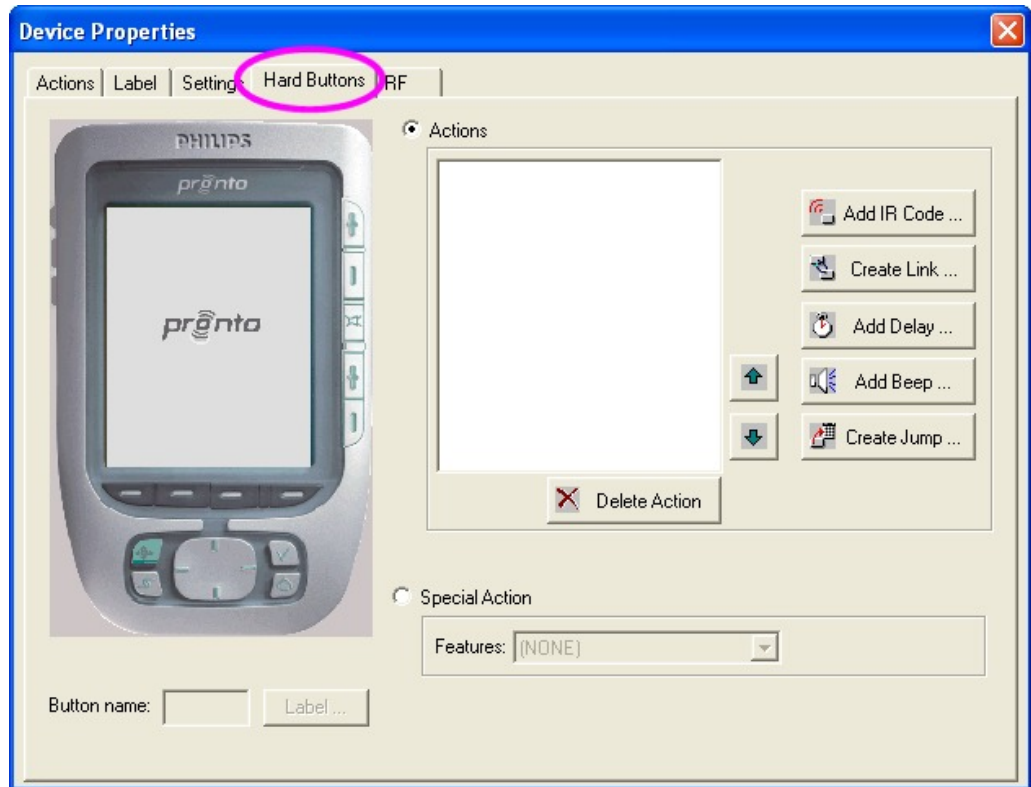 Device Properties
Actions
Label
Settings
Hard Buttons
RF
PHILIPS
pronto
pronto
Actions
Add IR Code ...
Create Link ...
Add Delay ...
Add Beep ...
Create Jump ...
Delete Action
Special Action
Features: (NONE)
Button name:
Label ...